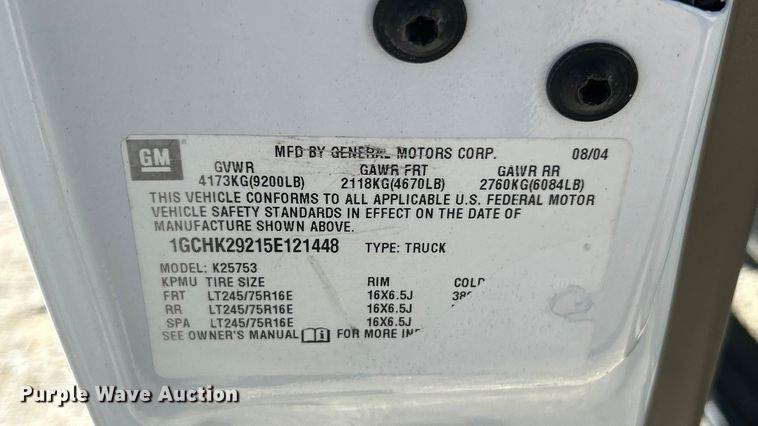 GM
MFD BY GENERAL MOTORS CORP. 08/04
GVWR GAWR FRT GAWR RR
4173KG(9200LB) 2118KG(4670LB) 2760KG(6084LB)
THIS VEHICLE CONFORMS TO ALL APPLICABLE U.S. FEDERAL MOTOR
VEHICLE SAFETY STANDARDS IN EFFECT ON THE DATE OF
MANUFACTURE SHOWN ABOVE.
1GCHK29215E121448 TYPE: TRUCK
MODEL: K25753
KPMU TIRE SIZE RIM COLD
FRT LT245/75R16E 16X6.5J
RR LT245/75R16E 16X6.5J
SPA LT245/75R16E 16X6.5J
SEE OWNER'S MANUAL FOR MORE
Purple Wave Auction